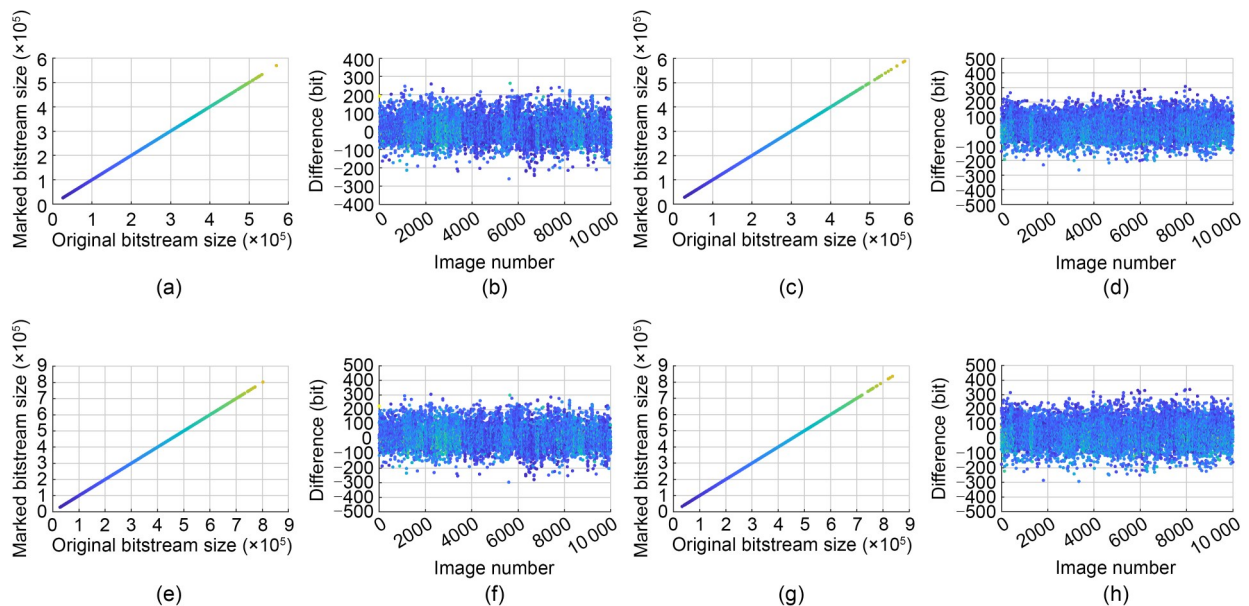 Marked bitstream size (×10⁵)
6
5
4
3
2
1
0
0 1 2 3 4 5 6
Original bitstream size (×10⁵)
(a)
Difference (bit)
400
300
200
100
0
−100
−200
−300
−400
0 2000 4000 6000 8000 10 000
Image number
(b)
Marked bitstream size (×10⁵)
6
5
4
3
2
1
0
0 1 2 3 4 5 6
Original bitstream size (×10⁵)
(c)
Difference (bit)
500
400
300
200
100
0
−100
−200
−300
−400
500
0 2000 4000 6000 8000 10 000
Image number
(d)
Marked bitstream size (×10⁵)
9
8
7
6
5
4
3
2
1
0
0 1 2 3 4 5 6 7 8 9
Original bitstream size (×10⁵)
(e)
Difference (bit)
500
400
300
200
100
0
−100
−200
−300
−400
−500
0 2000 4000 6000 8000 10 000
Image number
(f)
Marked bitstream size (×10⁵)
9
8
7
6
5
4
3
2
1
0
0 1 2 3 4 5 6 7 8 9
Original bitstream size (×10⁵)
(g)
Difference (bit)
500
400
300
200
100
0
−100
−200
−300
−400
−500
0 2000 4000 6000 8000 10 000
Image number
(h)